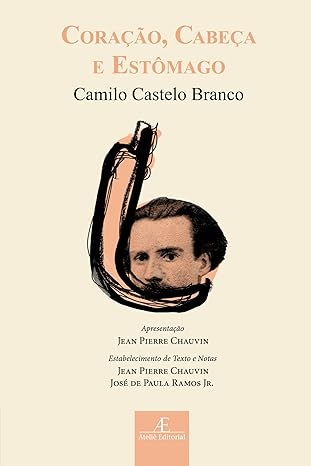 Coração, Cabeça
e Estômago
Camilo Castelo Branco
Apresentação
Jean Pierre Chauvin
Estabelecimento de Texto e Notas
Jean Pierre Chauvin
José de Paula Ramos Jr.
Æ
Ateliê Editorial